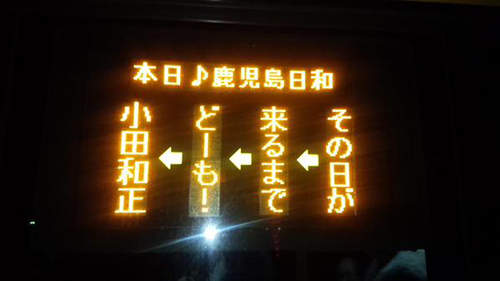 本日♪鹿児島日和
その日が
←
来るまで
←
どーも!
←
小田和正